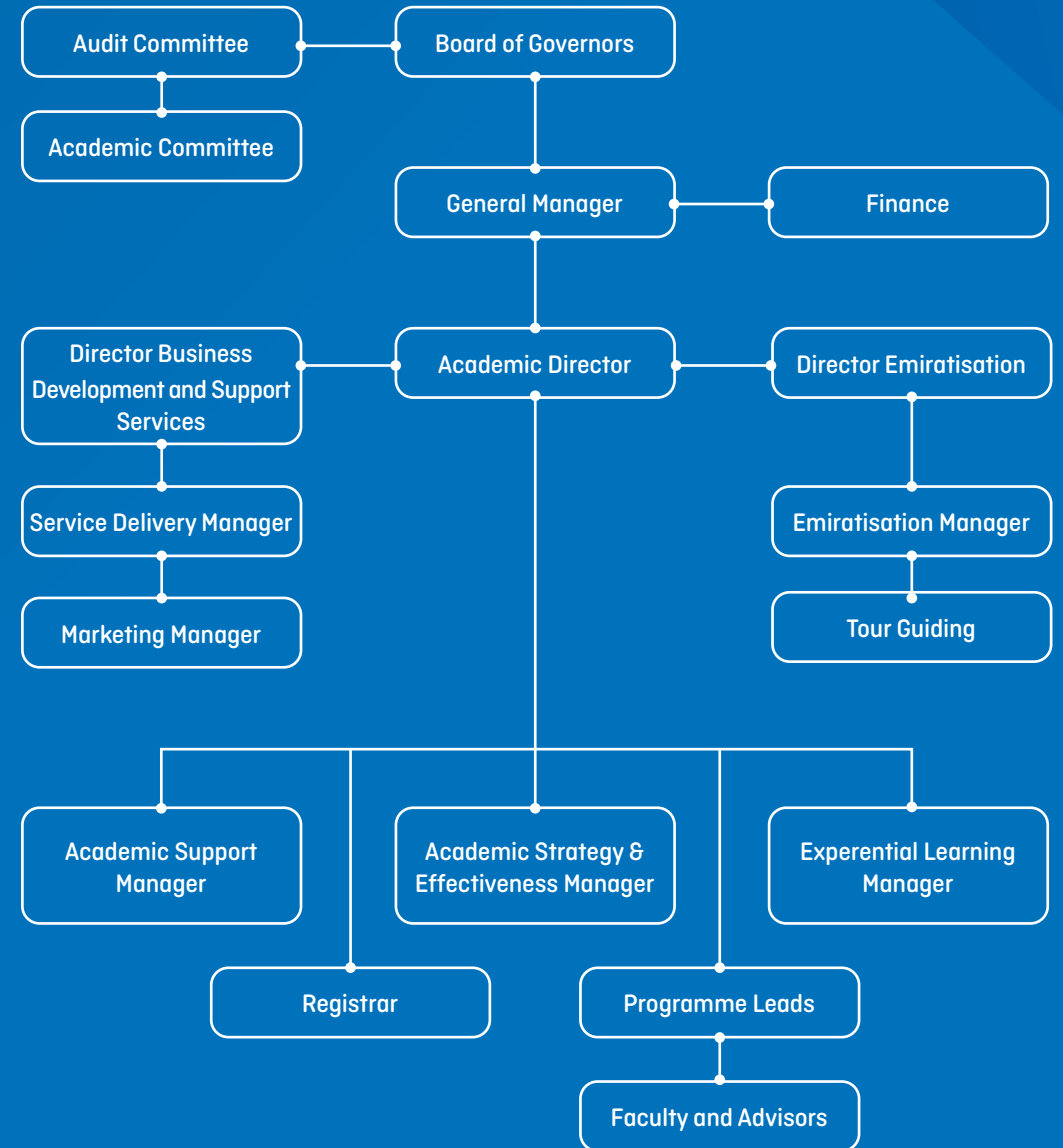 Audit Committee
Board of Governors
Academic Committee
General Manager
Finance
Director Business
Development and Support
Services
Academic Director
Director Emiratisation
Service Delivery Manager
Emiratisation Manager
Marketing Manager
Tour Guiding
Academic Support
Manager
Academic Strategy &
Effectiveness Manager
Experential Learning
Manager
Registrar
Programme Leads
Faculty and Advisors